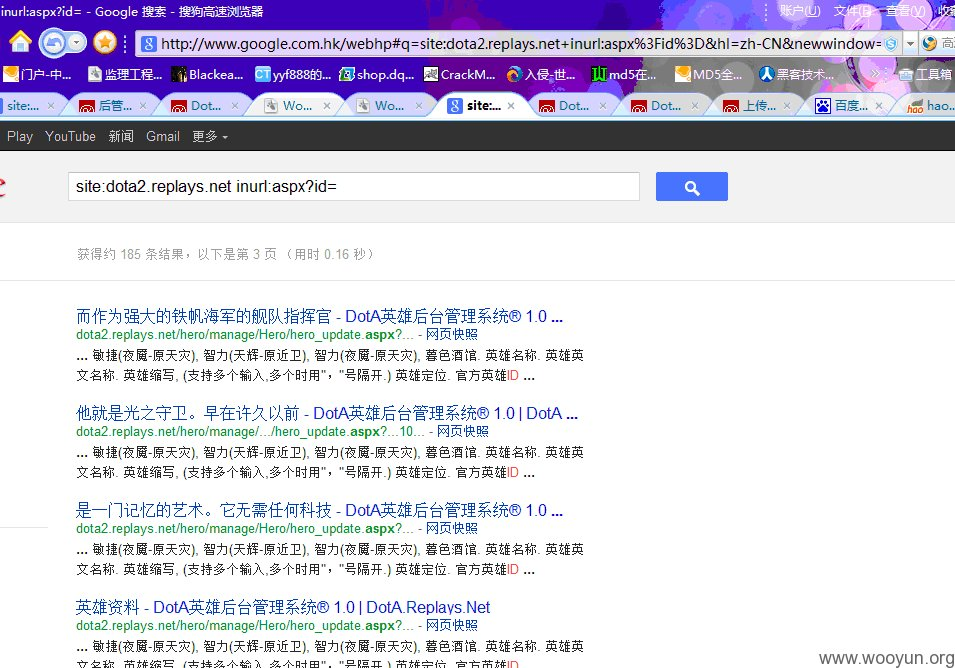 inurl:aspx?id= - Google 搜索 - 搜狗高速浏览器
账户(U) 文件(F) 查看(V) 收
http://www.google.com.hk/webhp#q=site:dota2.replays.net+inurl:aspx%3Fid%3D&hl=zh-CN&newwindow=
门户-中... 监理工程... Blackea... yyf888的... shop.dq... CrackM... 入侵-世... md5在... MD5全... 黑客技术... 工具箱
site:... 后管... Dot... Wo... Wo... site:... Dot... Dot... 上传... 百度... hao...
Play YouTube 新闻 Gmail 更多
site:dota2.replays.net inurl:aspx?id=
获得约 185 条结果，以下是第 3 页 （用时 0.16 秒）
而作为强大的铁帆海军的舰队指挥官 - DotA英雄后台管理系统® 1.0 ...
dota2.replays.net/hero/manage/Hero/hero_update.aspx?... - 网页快照
... 敏捷(夜魇-原天灾), 智力(天辉-原近卫), 智力(夜魇-原天灾), 暮色酒馆. 英雄名称. 英雄英
文名称. 英雄缩写, (支持多个输入,多个时用"，"号隔开.) 英雄定位. 官方英雄ID ...
他就是光之守卫。早在许久以前 - DotA英雄后台管理系统® 1.0 | DotA ...
dota2.replays.net/hero/manage/.../hero_update.aspx?...10... - 网页快照
... 敏捷(夜魇-原天灾), 智力(天辉-原近卫), 智力(夜魇-原天灾), 暮色酒馆. 英雄名称. 英雄英
文名称. 英雄缩写, (支持多个输入,多个时用"，"号隔开.) 英雄定位. 官方英雄ID ...
是一门记忆的艺术。它无需任何科技 - DotA英雄后台管理系统® 1.0 ...
dota2.replays.net/hero/manage/Hero/hero_update.aspx?... - 网页快照
... 敏捷(夜魇-原天灾), 智力(天辉-原近卫), 智力(夜魇-原天灾), 暮色酒馆. 英雄名称. 英雄英
文名称. 英雄缩写, (支持多个输入,多个时用"，"号隔开.) 英雄定位. 官方英雄ID ...
英雄资料 - DotA英雄后台管理系统® 1.0 | DotA.Replays.Net
dota2.replays.net/hero/manage/Hero/hero_update.aspx?... - 网页快照
... 敏捷(夜魇-原天灾), 智力(天辉-原近卫), 智力(夜魇-原天灾), 暮色酒馆. 英雄名称. 英雄英
文名称. 英雄缩写, (支持多个输入,多个时用"，"号隔开.) 英雄定位. 官方英雄ID
www.wooyun.org